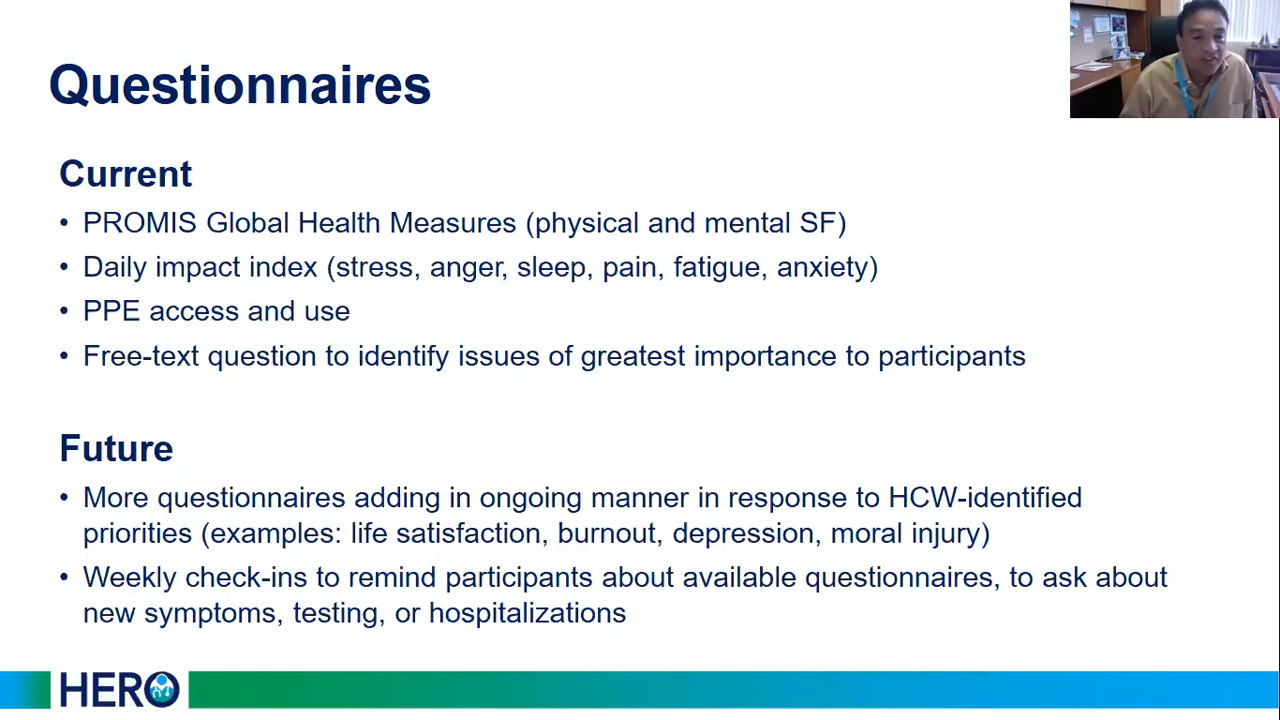 Questionnaires
Current
• PROMIS Global Health Measures (physical and mental SF)
• Daily impact index (stress, anger, sleep, pain, fatigue, anxiety)
• PPE access and use
• Free-text question to identify issues of greatest importance to participants
Future
• More questionnaires adding in ongoing manner in response to HCW-identified
priorities (examples: life satisfaction, burnout, depression, moral injury)
• Weekly check-ins to remind participants about available questionnaires, to ask about
new symptoms, testing, or hospitalizations
HERO